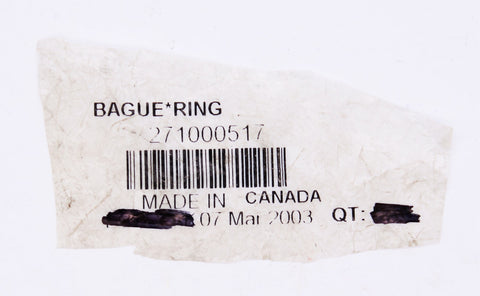 BAGUE*RING
271000517
MADE IN CANADA
07 Mar 2003 QT: